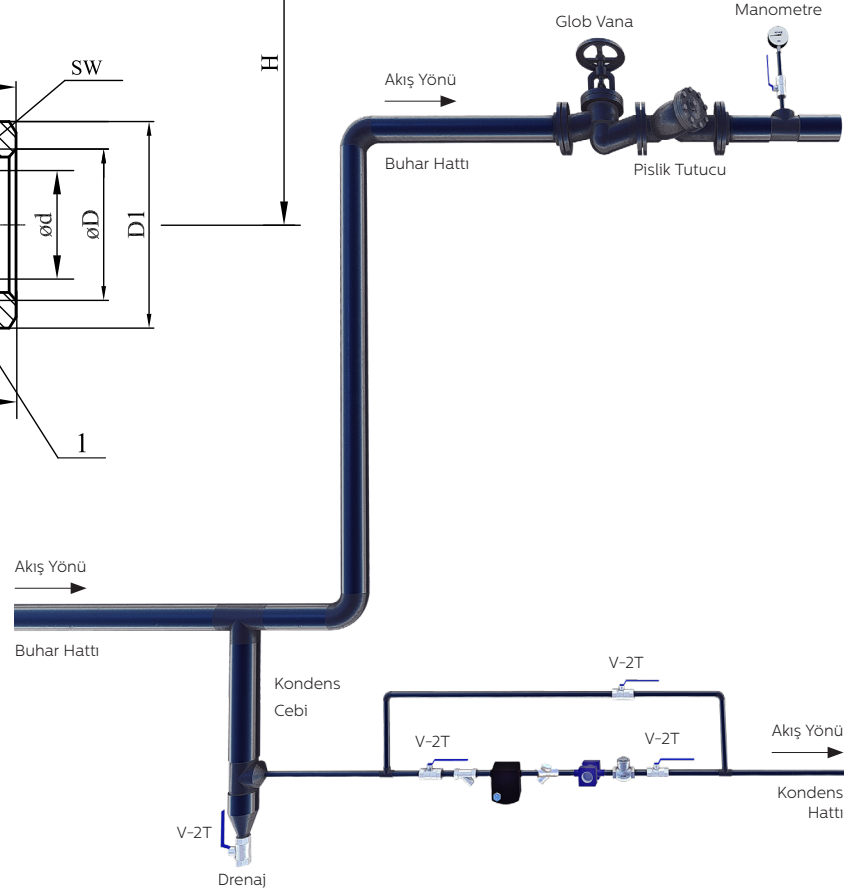 Manometre
Glob Vana
SW
H
Akış Yönü
Buhar Hattı
Pislik Tutucu
ød
øD
D1
1
Akış Yönü
Buhar Hattı
Kondens
Cebi
V-2T
V-2T
V-2T
Akış Yönü
Kondens
Hattı
V-2T
Drenaj